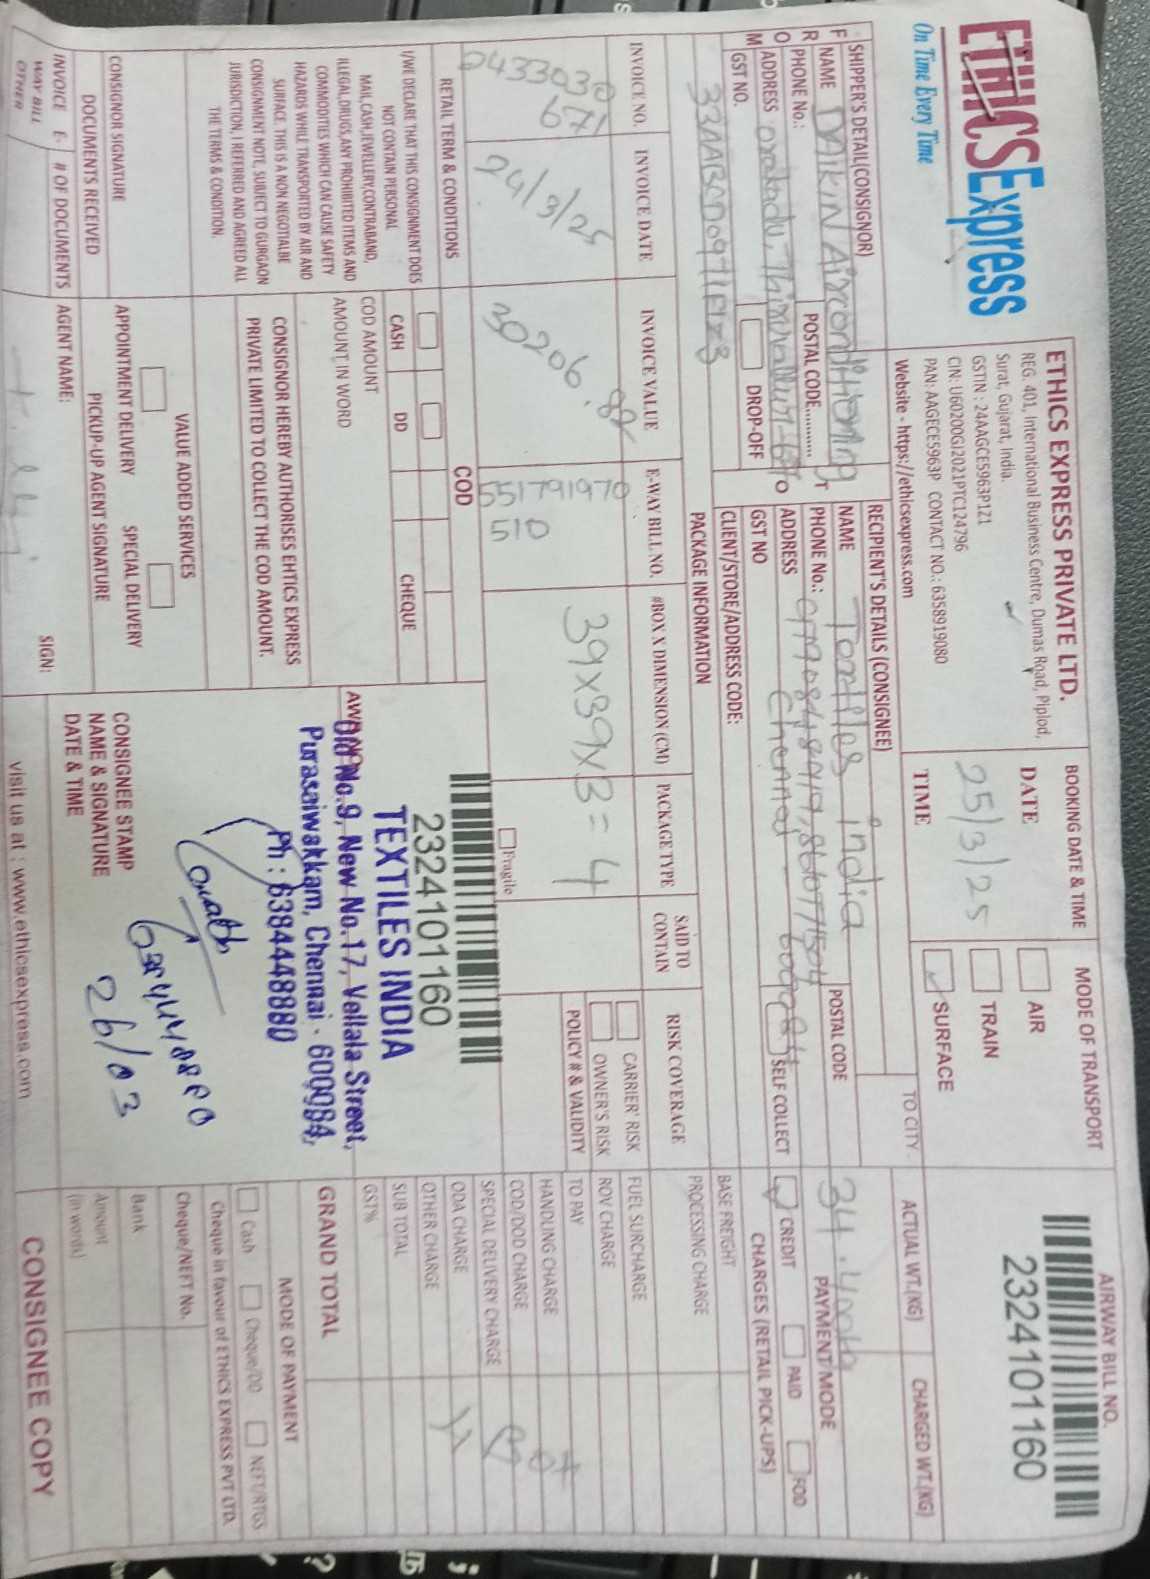 ETHICSExpress
On Time Every Time
ETHICS EXPRESS PRIVATE LTD.
REG. 401, International Business Centre, Dumas Road, Piplod,
Surat, Gujarat, India.
GSTIN : 24AAGCE5963P1Z1
CIN: U60200GJ2021PTC124796
PAN: AAGECE5963P CONTACT NO.: 6358919080
Website - https://ethicsexpress.com
BOOKING DATE & TIME
DATE
25/3/25
TIME
MODE OF TRANSPORT
AIR
TRAIN
SURFACE
AIRWAY BILL NO.
2324101160
SHIPPER'S DETAIL(CONSIGNOR)
FROM
NAME DAIKIN Airconditioning
PHONE No.:
POSTAL CODE............
ADDRESS
GST NO.
33AABCD0971F1Z3
DROP-OFF
TO
RECIPIENT'S DETAILS (CONSIGNEE)
NAME Textiles india
PHONE No.:
POSTAL CODE
ADDRESS Chennai - 600084
SELF COLLECT
GST NO
CLIENT/STORE/ADDRESS CODE:
TO CITY
ACTUAL WT.(KG)
CHARGED WT.(KG)
PAYMENT MODE
CREDIT
PAID
FOD
CHARGES (RETAIL PICK-UPS)
PACKAGE INFORMATION
INVOICE NO.
INVOICE DATE
INVOICE VALUE
E-WAY BILL NO.
#BOX X DIMENSION (CM)
PACKAGE TYPE
SAID TO CONTAIN
RISK COVERAGE
0433030
671
24/3/25
30206.98
551791970
510
39x39x3=4
Fragile
CARRIER' RISK
OWNER'S RISK
POLICY # & VALIDITY
BASE FREIGHT
PROCESSING CHARGE
FUEL SURCHARGE
ROV CHARGE
TO PAY
HANDLING CHARGE
COD/DOD CHARGE
SPECIAL DELIVERY CHARGE
ODA CHARGE
OTHER CHARGE
SUB TOTAL
GST%
GRAND TOTAL
RETAIL TERM & CONDITIONS
I/WE DECLARE THAT THIS CONSIGNMENT DOES
NOT CONTAIN PERSONAL
MAIL,CASH,JEWELLERY,CONTRABAND,
ILLEGAL,DRUGS,ANY PROHIBITED ITEMS AND
COMMODITIES WHICH CAN CAUSE SAFETY
HAZARDS WHILE TRANSPORTED BY AIR AND
SURFACE. THIS IS A NON NEGOTIALBE
CONSIGNMENT NOTE, SUBJECT TO GURGAON
JURISDICTION. I REFERRED AND AGREED ALL
THE TERMS & CONDITION.
CONSIGNOR SIGNATURE
COD
CASH
DD
CHEQUE
COD AMOUNT
AMOUNT, IN WORD
CONSIGNOR HEREBY AUTHORISES EHTICS EXPRESS
PRIVATE LIMITED TO COLLECT THE COD AMOUNT.
VALUE ADDED SERVICES
APPOINTMENT DELIVERY
SPECIAL DELIVERY
DOCUMENTS RECEIVED
INVOICE E-WAY BILL OTHER
# OF DOCUMENTS
PICKUP-UP AGENT SIGNATURE
AGENT NAME:
SIGN:
2324101160
TEXTILES INDIA
Old No.9, New No.17, Vellala Street,
Purasaiwakkam, Chennai - 600084,
Ph : 6384448880
6384448880
26/03
CONSIGNEE STAMP
NAME & SIGNATURE
DATE & TIME
MODE OF PAYMENT
Cash
Cheque/DD
NEFT/RTGS
Cheque in favour of ETHICS EXPRESS PVT LTD.
Cheque/NEFT No.
Bank
Amount
(in words)
visit us at : www.ethicsexpress.com
CONSIGNEE COPY